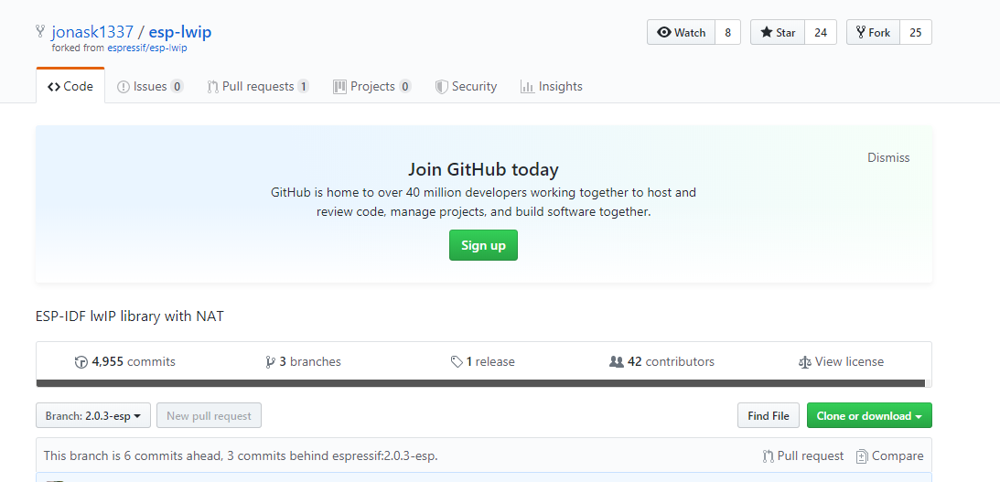 jonask1337 / esp-lwip
forked from espressif/esp-lwip
Watch 8 Star 24 Fork 25
Code Issues 0 Pull requests 1 Projects 0 Security Insights
Join GitHub today
Dismiss
GitHub is home to over 40 million developers working together to host and
review code, manage projects, and build software together.
Sign up
ESP-IDF lwIP library with NAT
4,955 commits 3 branches 1 release 42 contributors View license
Branch: 2.0.3-esp New pull request Find File Clone or download
This branch is 6 commits ahead, 3 commits behind espressif:2.0.3-esp. Pull request Compare